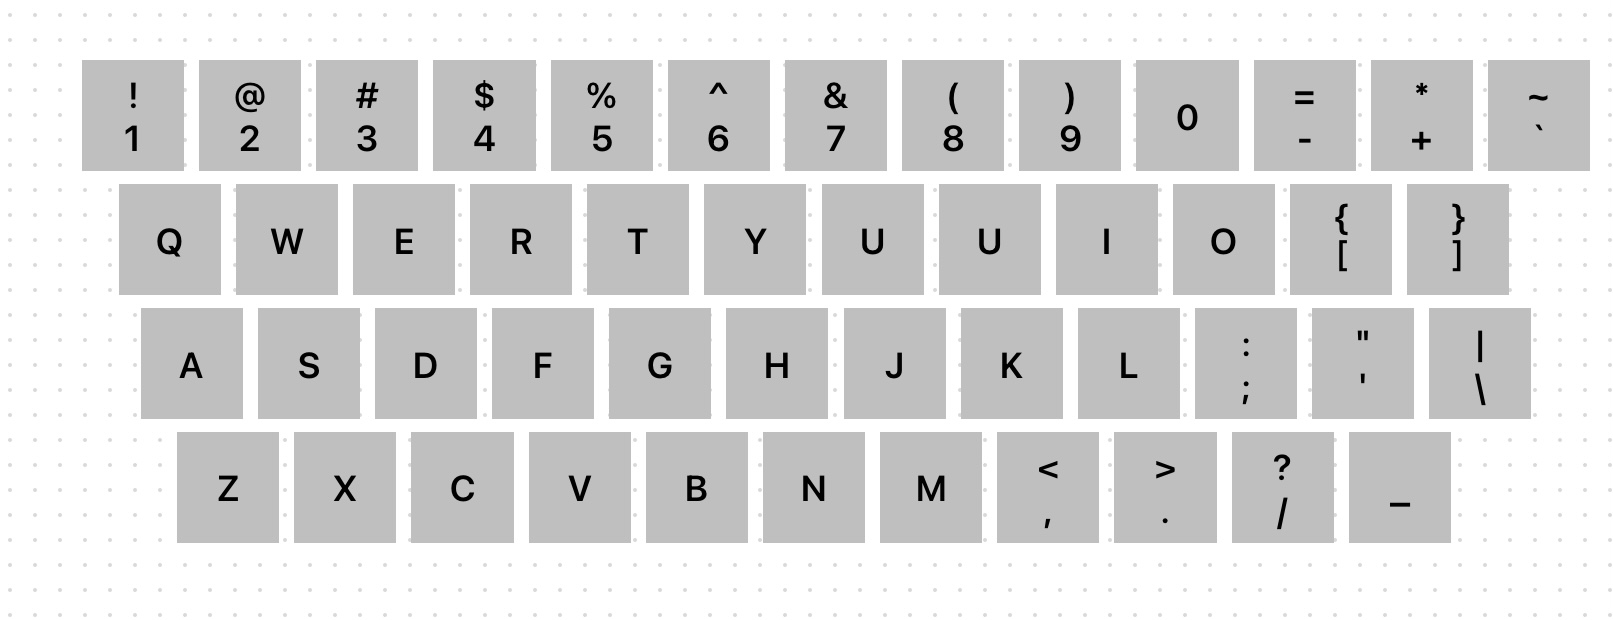 ! @ # $ % ^ & ( ) = * ~
1 2 3 4 5 6 7 8 9 0 - + `
Q W E R T Y U U I O { }
[ ]
A S D F G H J K L : " |
; ' \
Z X C V B N M < > ? _
, . /